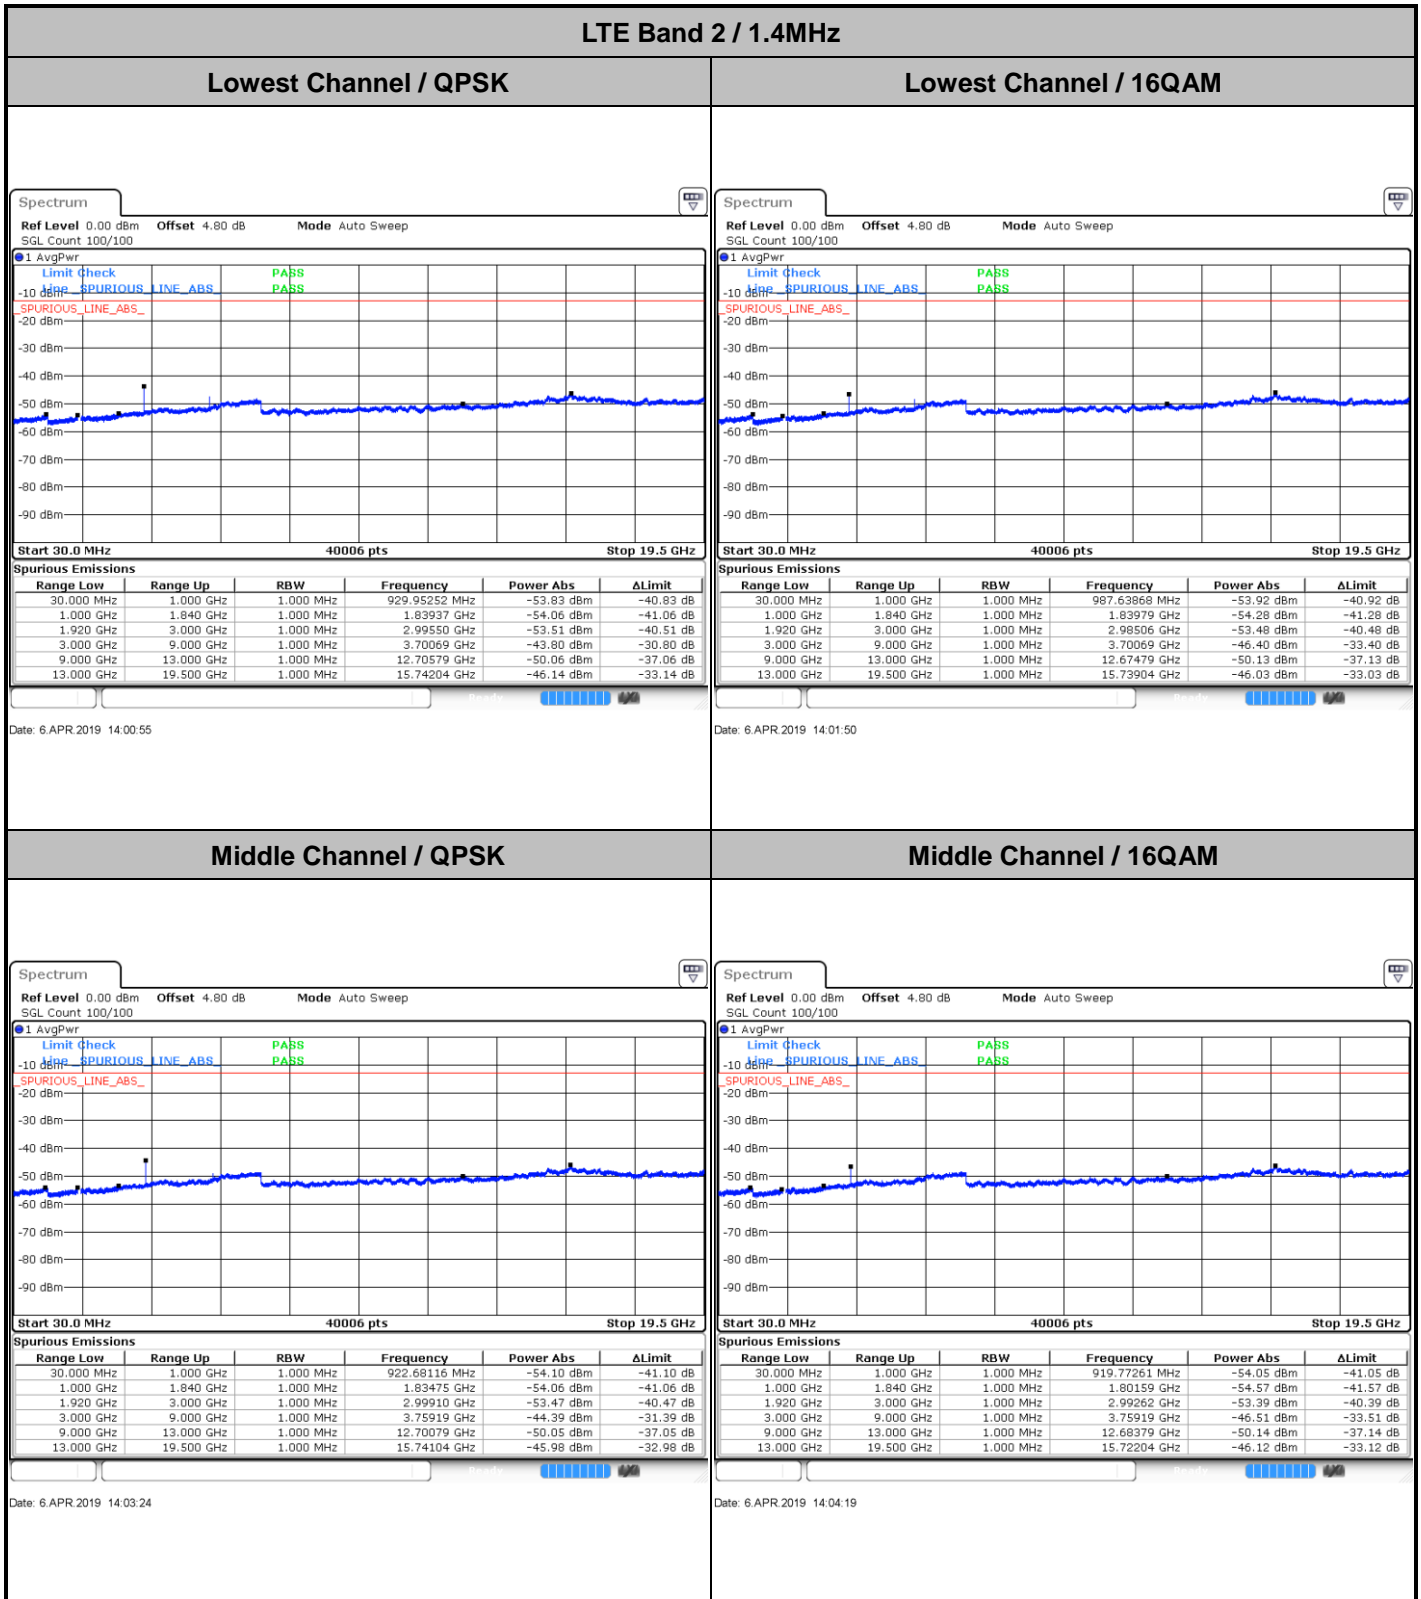 LTE Band 2 / 1.4MHz
Lowest Channel / QPSK
Lowest Channel / 16QAM
Spectrum
Ref Level 0.00 dBm Offset 4.80 dB Mode Auto Sweep
SGL Count 100/100
1 AvgPwr
Limit Check PASS
-10 dBm Line _SPURIOUS_LINE_ABS_ PASS
_SPURIOUS_LINE_ABS_
-20 dBm
-30 dBm
-40 dBm
-50 dBm
-60 dBm
-70 dBm
-80 dBm
-90 dBm
Start 30.0 MHz 40006 pts Stop 19.5 GHz
Spurious Emissions
Range Low Range Up RBW Frequency Power Abs ΔLimit
30.000 MHz 1.000 GHz 1.000 MHz 929.95252 MHz -53.83 dBm -40.83 dB
1.000 GHz 1.840 GHz 1.000 MHz 1.83937 GHz -54.06 dBm -41.06 dB
1.920 GHz 3.000 GHz 1.000 MHz 2.99550 GHz -53.51 dBm -40.51 dB
3.000 GHz 9.000 GHz 1.000 MHz 3.70069 GHz -43.80 dBm -30.80 dB
9.000 GHz 13.000 GHz 1.000 MHz 12.70579 GHz -50.06 dBm -37.06 dB
13.000 GHz 19.500 GHz 1.000 MHz 15.74204 GHz -46.14 dBm -33.14 dB
Date: 6.APR.2019 14:00:55
Spectrum
Ref Level 0.00 dBm Offset 4.80 dB Mode Auto Sweep
SGL Count 100/100
1 AvgPwr
Limit Check PASS
-10 dBm Line _SPURIOUS_LINE_ABS_ PASS
_SPURIOUS_LINE_ABS_
-20 dBm
-30 dBm
-40 dBm
-50 dBm
-60 dBm
-70 dBm
-80 dBm
-90 dBm
Start 30.0 MHz 40006 pts Stop 19.5 GHz
Spurious Emissions
Range Low Range Up RBW Frequency Power Abs ΔLimit
30.000 MHz 1.000 GHz 1.000 MHz 987.63868 MHz -53.92 dBm -40.92 dB
1.000 GHz 1.840 GHz 1.000 MHz 1.83979 GHz -54.28 dBm -41.28 dB
1.920 GHz 3.000 GHz 1.000 MHz 2.98506 GHz -53.48 dBm -40.48 dB
3.000 GHz 9.000 GHz 1.000 MHz 3.70069 GHz -46.40 dBm -33.40 dB
9.000 GHz 13.000 GHz 1.000 MHz 12.67479 GHz -50.13 dBm -37.13 dB
13.000 GHz 19.500 GHz 1.000 MHz 15.73904 GHz -46.03 dBm -33.03 dB
Date: 6.APR.2019 14:01:50
Middle Channel / QPSK
Middle Channel / 16QAM
Spectrum
Ref Level 0.00 dBm Offset 4.80 dB Mode Auto Sweep
SGL Count 100/100
1 AvgPwr
Limit Check PASS
-10 dBm Line _SPURIOUS_LINE_ABS_ PASS
_SPURIOUS_LINE_ABS_
-20 dBm
-30 dBm
-40 dBm
-50 dBm
-60 dBm
-70 dBm
-80 dBm
-90 dBm
Start 30.0 MHz 40006 pts Stop 19.5 GHz
Spurious Emissions
Range Low Range Up RBW Frequency Power Abs ΔLimit
30.000 MHz 1.000 GHz 1.000 MHz 922.68116 MHz -54.10 dBm -41.10 dB
1.000 GHz 1.840 GHz 1.000 MHz 1.83475 GHz -54.06 dBm -41.06 dB
1.920 GHz 3.000 GHz 1.000 MHz 2.99910 GHz -53.47 dBm -40.47 dB
3.000 GHz 9.000 GHz 1.000 MHz 3.75919 GHz -44.39 dBm -31.39 dB
9.000 GHz 13.000 GHz 1.000 MHz 12.70079 GHz -50.05 dBm -37.05 dB
13.000 GHz 19.500 GHz 1.000 MHz 15.74104 GHz -45.98 dBm -32.98 dB
Date: 6.APR.2019 14:03:24
Spectrum
Ref Level 0.00 dBm Offset 4.80 dB Mode Auto Sweep
SGL Count 100/100
1 AvgPwr
Limit Check PASS
-10 dBm Line _SPURIOUS_LINE_ABS_ PASS
_SPURIOUS_LINE_ABS_
-20 dBm
-30 dBm
-40 dBm
-50 dBm
-60 dBm
-70 dBm
-80 dBm
-90 dBm
Start 30.0 MHz 40006 pts Stop 19.5 GHz
Spurious Emissions
Range Low Range Up RBW Frequency Power Abs ΔLimit
30.000 MHz 1.000 GHz 1.000 MHz 919.77261 MHz -54.05 dBm -41.05 dB
1.000 GHz 1.840 GHz 1.000 MHz 1.80159 GHz -54.57 dBm -41.57 dB
1.920 GHz 3.000 GHz 1.000 MHz 2.99262 GHz -53.39 dBm -40.39 dB
3.000 GHz 9.000 GHz 1.000 MHz 3.75919 GHz -46.51 dBm -33.51 dB
9.000 GHz 13.000 GHz 1.000 MHz 12.68379 GHz -50.14 dBm -37.14 dB
13.000 GHz 19.500 GHz 1.000 MHz 15.72204 GHz -46.12 dBm -33.12 dB
Date: 6.APR.2019 14:04:19